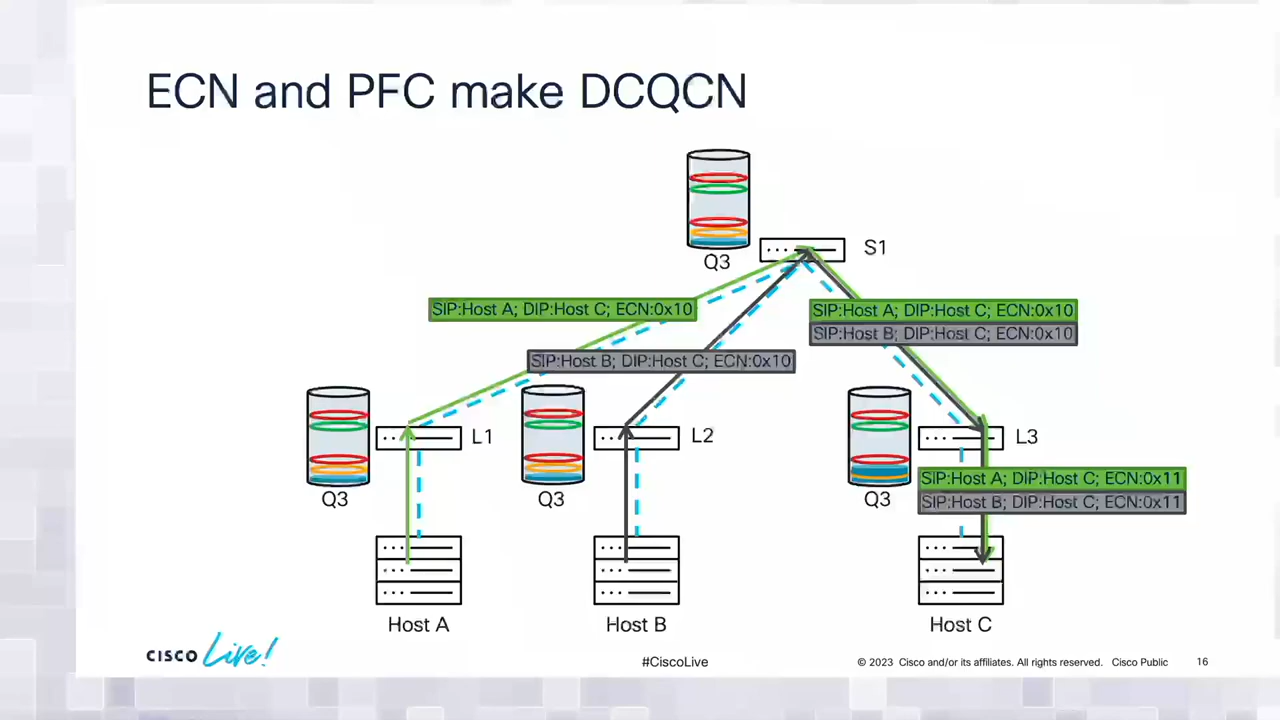 ECN and PFC make DCQCN
Q3
S1
SIP:Host A; DIP:Host C; ECN:0x10
SIP:Host A; DIP:Host C; ECN:0x10
SIP:Host B; DIP:Host C; ECN:0x10
SIP:Host B; DIP:Host C; ECN:0x10
L1
L2
L3
Q3
Q3
Q3
SIP:Host A; DIP:Host C; ECN:0x11
SIP:Host B; DIP:Host C; ECN:0x11
Host A
Host B
Host C
CISCO Live!
#CiscoLive
© 2023 Cisco and/or its affiliates. All rights reserved. Cisco Public
16